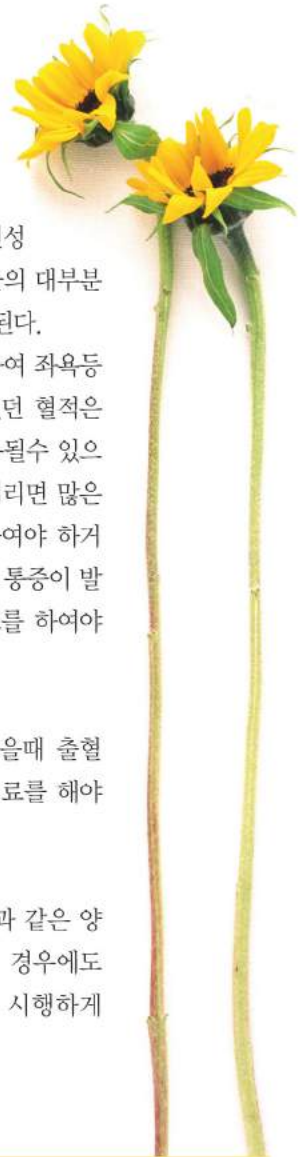 성
의 대부분
된다.
여 좌욕등
던 혈적은
될수 있으
리면 많은
여야 하거
통증이 발
를 하여야
을때 출혈
료를 해야
과 같은 양
경우에도
시행하게